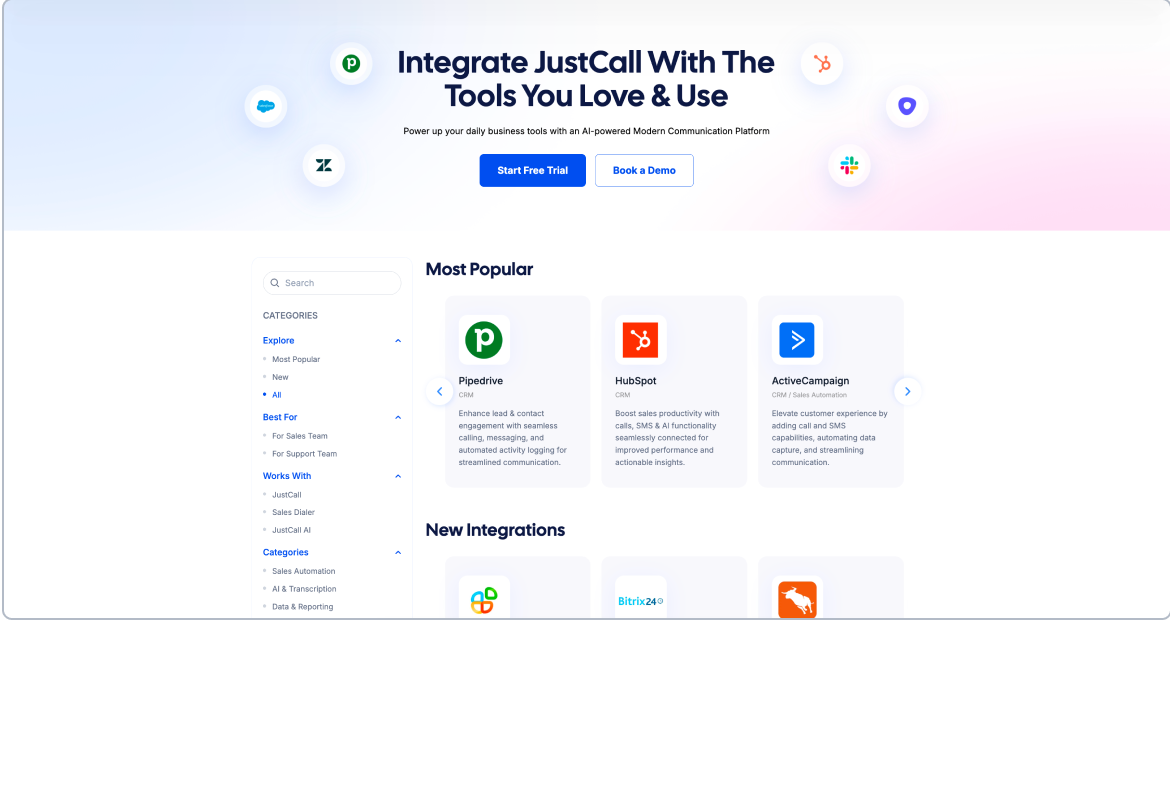 Integrate JustCall With The
Tools You Love & Use
Power up your daily business tools with an AI-powered Modern Communication Platform
Start Free Trial
Book a Demo
Search
CATEGORIES
Explore
Most Popular
New
All
Best For
For Sales Team
For Support Team
Works With
JustCall
Sales Dialer
JustCall AI
Categories
Sales Automation
AI & Transcription
Data & Reporting
Most Popular
Pipedrive
CRM
Enhance lead & contact
engagement with seamless
calling, messaging, and
automated activity logging for
streamlined communication.
HubSpot
CRM
Boost sales productivity with
calls, SMS & AI functionality
seamlessly connected for
improved performance and
actionable insights.
ActiveCampaign
CRM / Sales Automation
Elevate customer experience by
adding call and SMS
capabilities, automating data
capture, and streamlining
communication.
New Integrations
Bitrix24